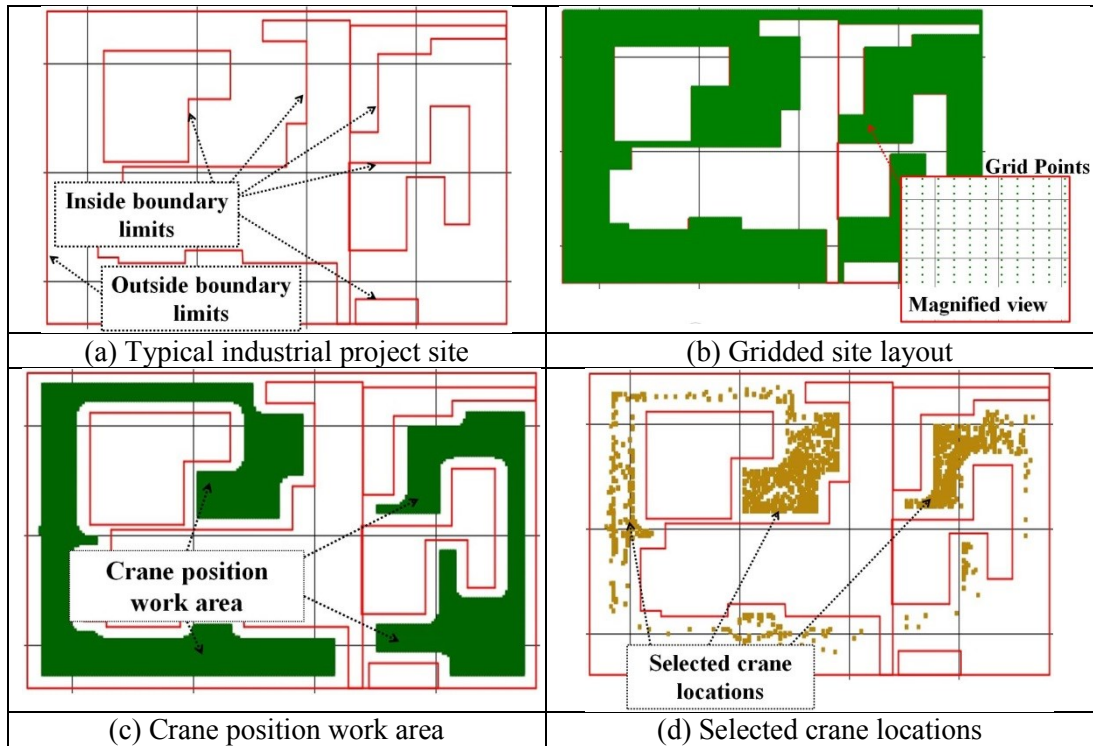 Inside boundary
limits
Outside boundary
limits
(a) Typical industrial project site
Grid Points
Magnified view
(b) Gridded site layout
Crane position
work area
(c) Crane position work area
Selected crane
locations
(d) Selected crane locations